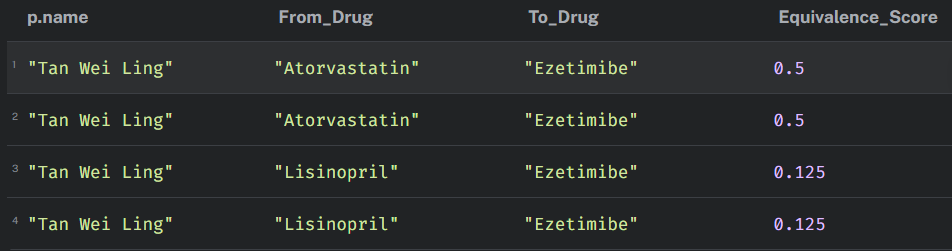 p.name From_Drug To_Drug Equivalence_Score
1 "Tan Wei Ling" "Atorvastatin" "Ezetimibe" 0.5
2 "Tan Wei Ling" "Atorvastatin" "Ezetimibe" 0.5
3 "Tan Wei Ling" "Lisinopril" "Ezetimibe" 0.125
4 "Tan Wei Ling" "Lisinopril" "Ezetimibe" 0.125